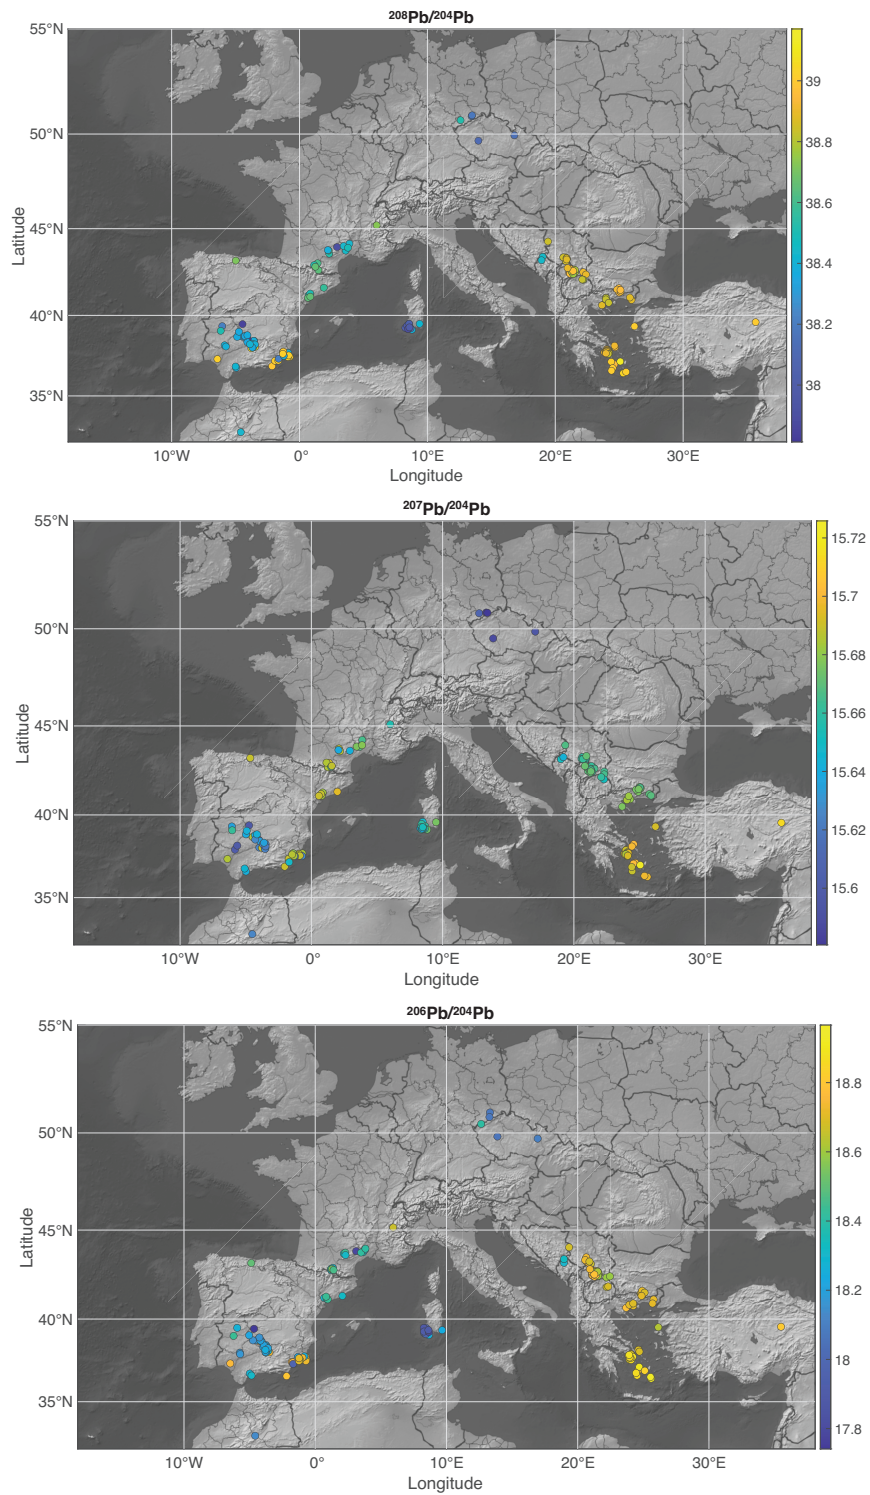 ²⁰⁸Pb/²⁰⁴Pb
55°N
50°N
45°N
40°N
35°N
Latitude
10°W 0° 10°E 20°E 30°E
Longitude
39
38.8
38.6
38.4
38.2
38
²⁰⁷Pb/²⁰⁴Pb
55°N
50°N
45°N
40°N
35°N
Latitude
10°W 0° 10°E 20°E 30°E
Longitude
15.72
15.7
15.68
15.66
15.64
15.62
15.6
²⁰⁶Pb/²⁰⁴Pb
55°N
50°N
45°N
40°N
35°N
Latitude
10°W 0° 10°E 20°E 30°E
Longitude
18.8
18.6
18.4
18.2
18
17.8